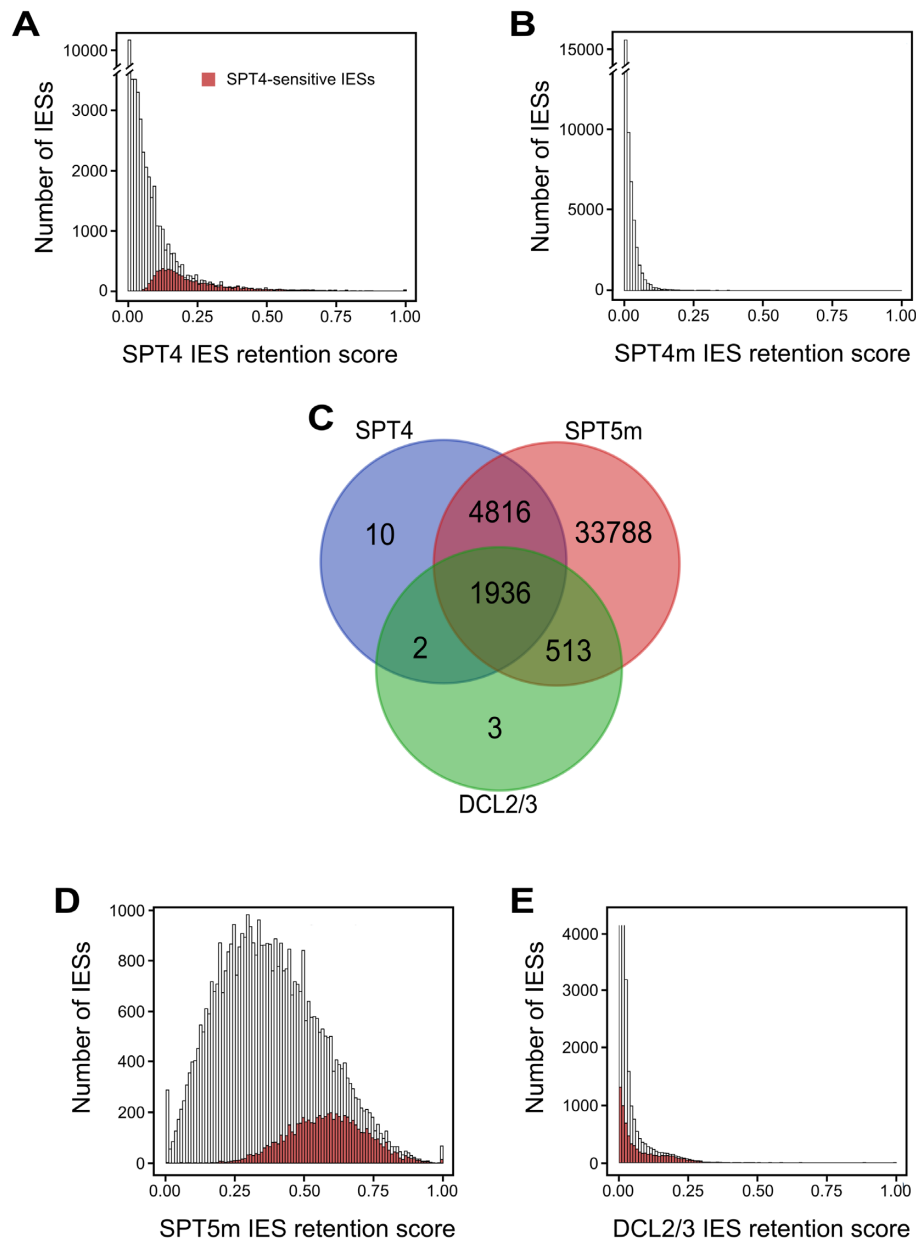 A
Number of IESs
10000
3000
2000
1000
0
SPT4-sensitive IESs
0.00 0.25 0.50 0.75 1.00
SPT4 IES retention score
B
Number of IESs
15000
10000
5000
0
0.00 0.25 0.50 0.75 1.00
SPT4m IES retention score
C
SPT4
SPT5m
10
4816
33788
1936
2
513
3
DCL2/3
D
Number of IESs
1000
800
600
400
200
0
0.00 0.25 0.50 0.75 1.00
SPT5m IES retention score
E
Number of IESs
4000
3000
2000
1000
0
0.00 0.25 0.50 0.75 1.00
DCL2/3 IES retention score